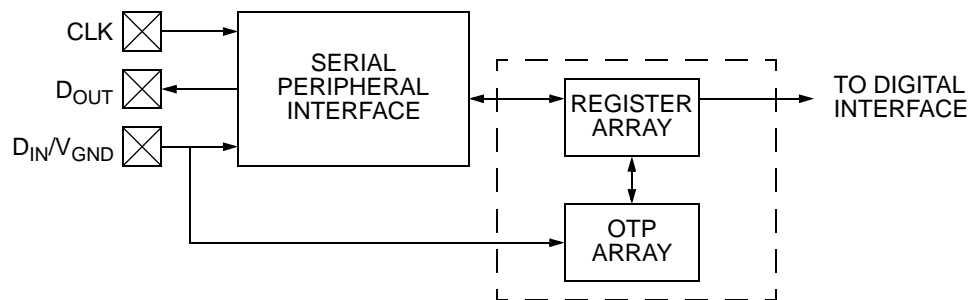 CLK
D_OUT
D_IN/V_GND
SERIAL
PERIPHERAL
INTERFACE
REGISTER
ARRAY
OTP
ARRAY
TO DIGITAL
INTERFACE